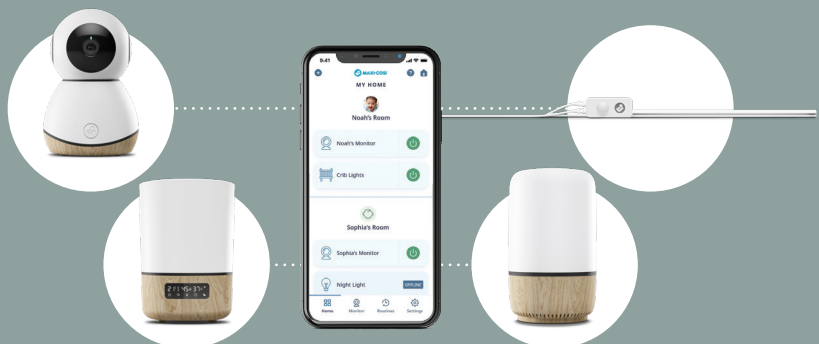 9:41
MAXI-COSI
MY HOME
Noah's Room
Noah's Monitor
Crib Lights
Sophia's Room
Sophia's Monitor
Night Light
OFFLINE
Home Monitor Routines Settings